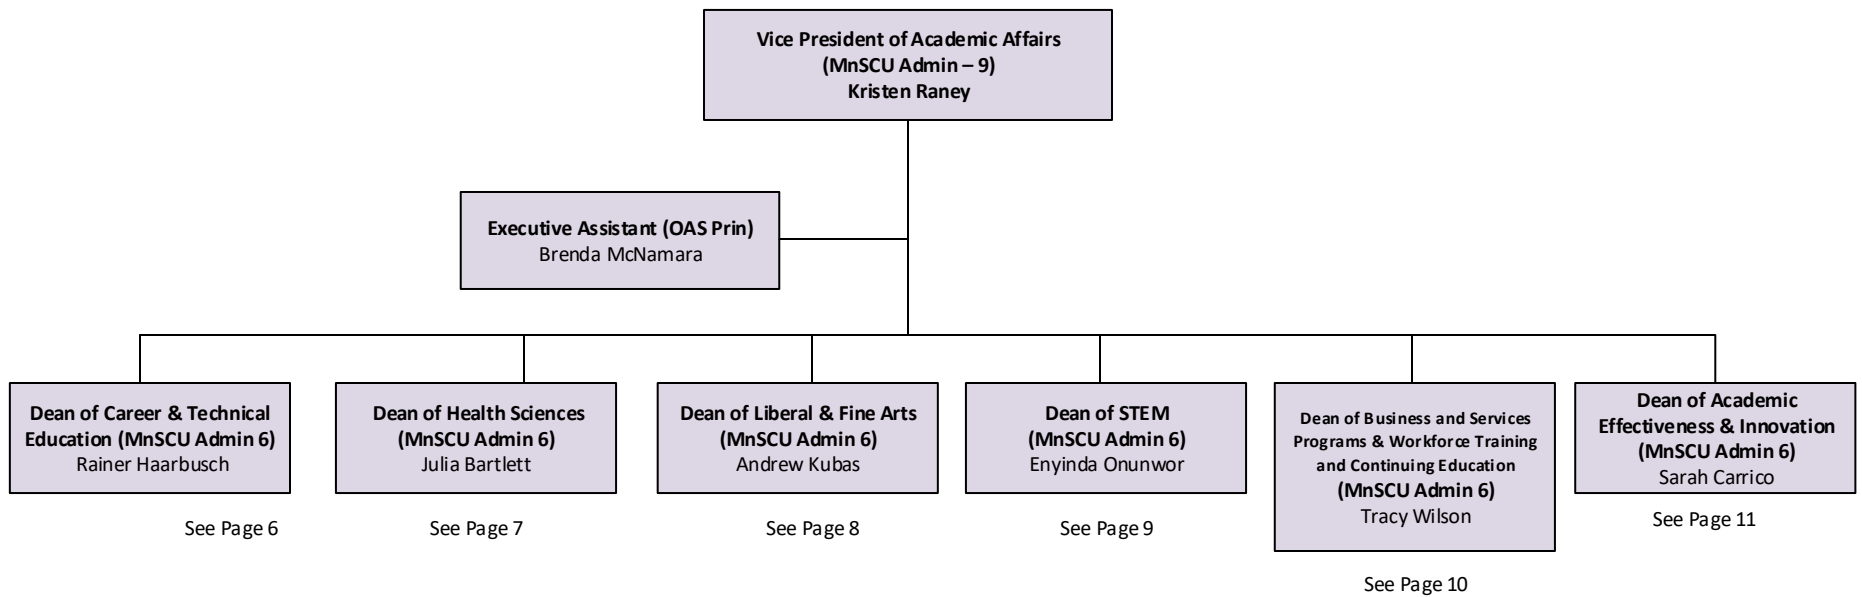 Vice President of Academic Affairs
(MnSCU Admin – 9)
Kristen Raney
Executive Assistant (OAS Prin)
Brenda McNamara
Dean of Career & Technical
Education (MnSCU Admin 6)
Rainer Haarbusch
See Page 6
Dean of Health Sciences
(MnSCU Admin 6)
Julia Bartlett
See Page 7
Dean of Liberal & Fine Arts
(MnSCU Admin 6)
Andrew Kubas
See Page 8
Dean of STEM
(MnSCU Admin 6)
Enyinda Onunwor
See Page 9
Dean of Business and Services
Programs & Workforce Training
and Continuing Education
(MnSCU Admin 6)
Tracy Wilson
See Page 10
Dean of Academic
Effectiveness & Innovation
(MnSCU Admin 6)
Sarah Carrico
See Page 11